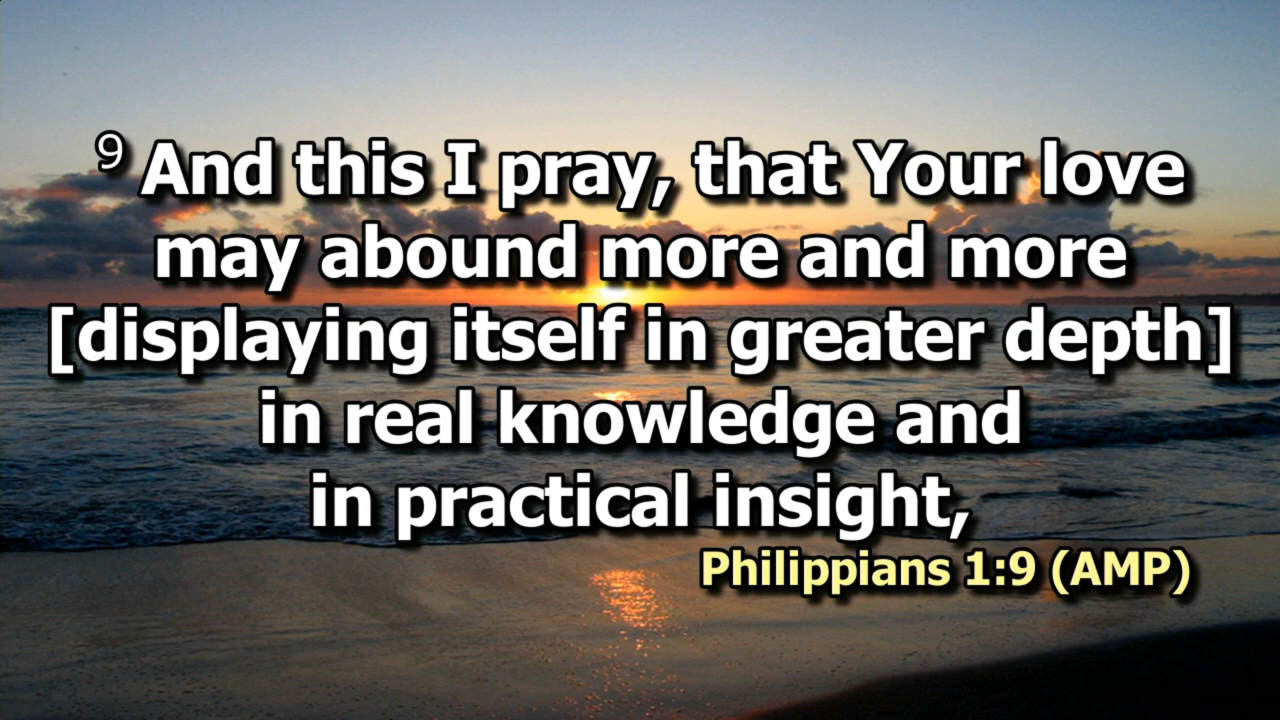 9 And this I pray, that Your love
may abound more and more
[displaying itself in greater depth]
in real knowledge and
in practical insight,
Philippians 1:9 (AMP)